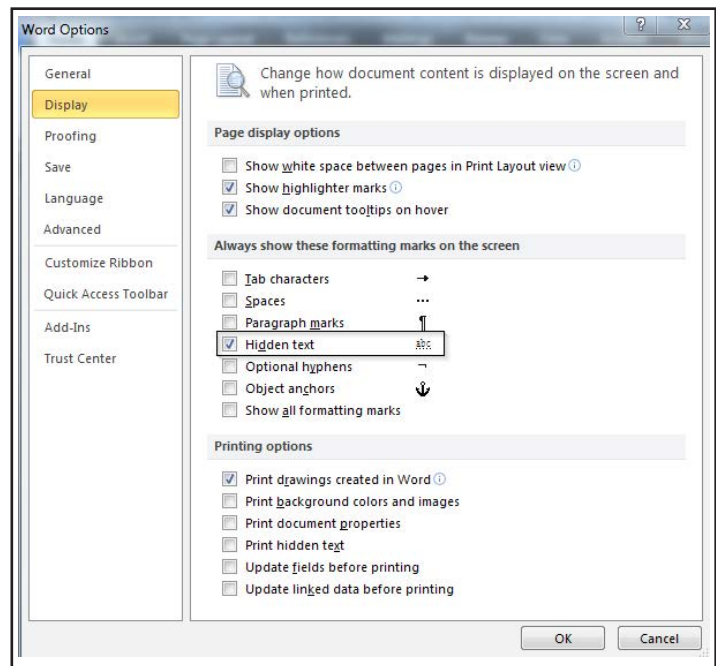 Word Options
General
Display
Proofing
Save
Language
Advanced
Customize Ribbon
Quick Access Toolbar
Add-Ins
Trust Center
Change how document content is displayed on the screen and
when printed.
Page display options
Show white space between pages in Print Layout view
Show highlighter marks
Show document tooltips on hover
Always show these formatting marks on the screen
Tab characters →
Spaces ...
Paragraph marks ¶
Hidden text abc
Optional hyphens ¬
Object anchors
Show all formatting marks
Printing options
Print drawings created in Word
Print background colors and images
Print document properties
Print hidden text
Update fields before printing
Update linked data before printing
OK Cancel